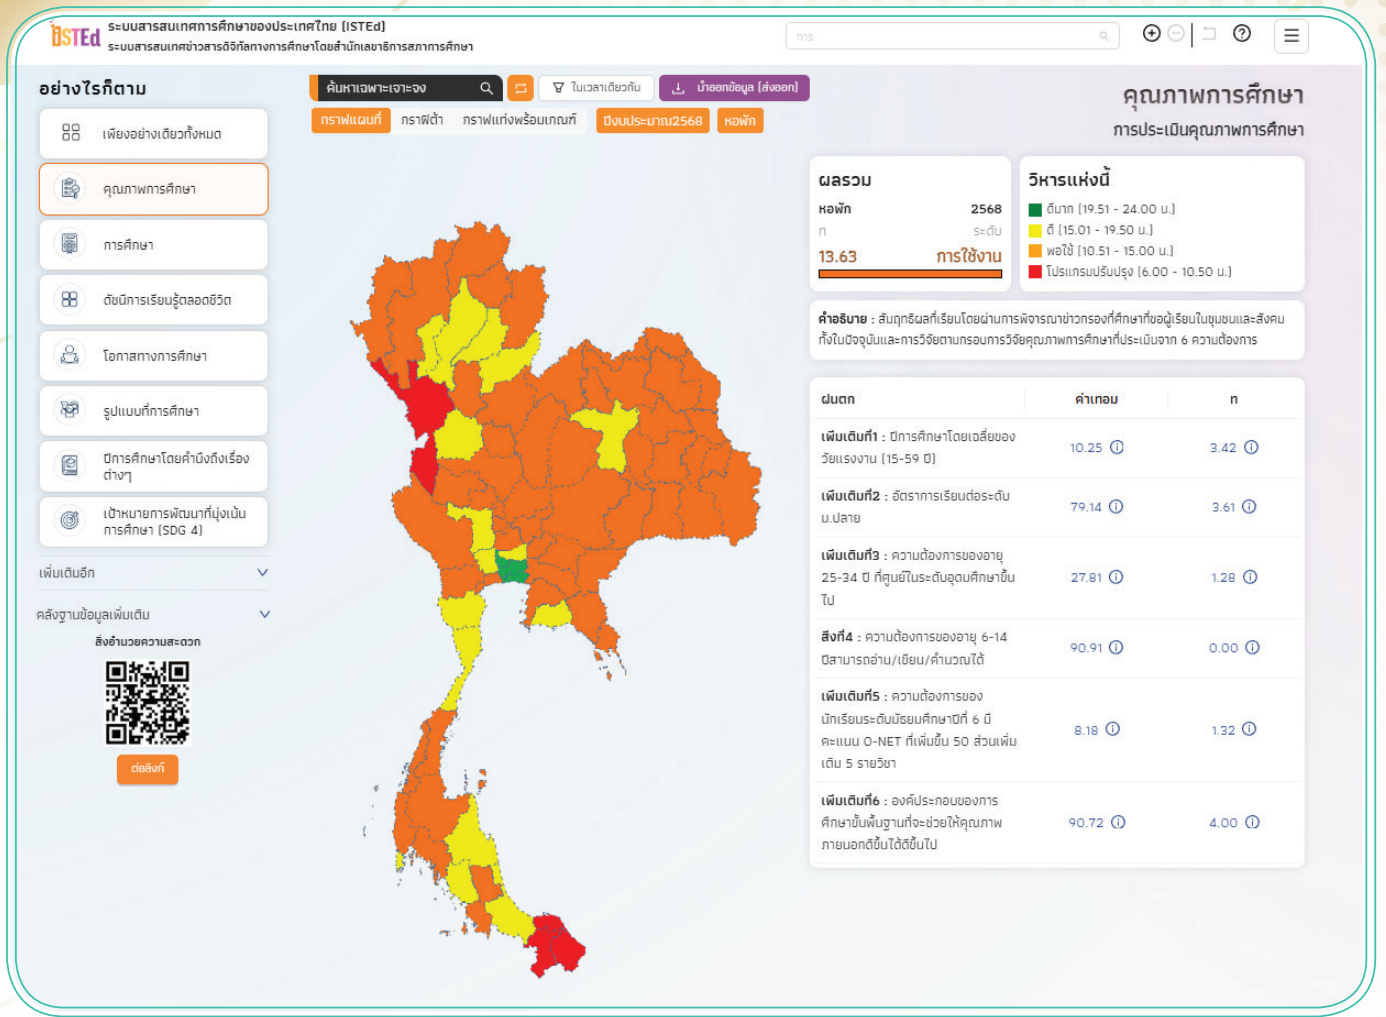 ISTEd
ระบบสารสนเทศการศึกษาของประเทศไทย (ISTEd)
ระบบสารสนเทศข่าวสารดิจิทัลทางการศึกษาโดยสำนักเลขาธิการสภาการศึกษา
การ
อย่างไรก็ตาม
เพียงอย่างเดียวทั้งหมด
คุณภาพการศึกษา
การศึกษา
ดัชนีการเรียนรู้ตลอดชีวิต
โอกาสทางการศึกษา
รูปแบบที่การศึกษา
ปีการศึกษาโดยคำนึงถึงเรื่อง
ต่างๆ
เป้าหมายการพัฒนาที่มุ่งเน้น
การศึกษา (SDG 4)
เพิ่มเติมอีก
คลังฐานข้อมูลเพิ่มเติม
สิ่งอำนวยความสะดวก
ต่อลิงก์
ค้นหาเฉพาะเจาะจง
ในเวลาเดียวกัน
นำออกข้อมูล (ส่งออก)
กราฟแผนที่
กราฟิต้า
กราฟแท่งพร้อมเกณฑ์
ปีงบประมาณ2568
หอพัก
คุณภาพการศึกษา
การประเมินคุณภาพการศึกษา
ผลรวม
หอพัก 2568
ท ระดับ
13.63 การใช้งาน
วิหารแห่งนี้
ดีมาก (19.51 - 24.00 น.)
ดี (15.01 - 19.50 น.)
พอใช้ (10.51 - 15.00 น.)
โปรแกรมปรับปรุง (6.00 - 10.50 น.)
คำอธิบาย : สัมฤทธิผลที่เรียนโดยผ่านการพิจารณาข่าวกรองที่ศึกษาที่ขอผู้เรียนในชุมชนและสังคม
ทั้งในปัจจุบันและการวิจัยตามกรอบการวิจัยคุณภาพการศึกษาที่ประเมินจาก 6 ความต้องการ
ฝนตก ค่าเทอม ท
เพิ่มเติมที่1 : ปีการศึกษาโดยเฉลี่ยของ
วัยแรงงาน (15-59 ปี)
10.25 3.42
เพิ่มเติมที่2 : อัตราการเรียนต่อระดับ
ม.ปลาย
79.14 3.61
เพิ่มเติมที่3 : ความต้องการของอายุ
25-34 ปี ที่ศูนย์ในระดับอุดมศึกษาขึ้น
ไป
27.81 1.28
สิ่งที่4 : ความต้องการของอายุ 6-14
ปีสามารถอ่าน/เขียน/คำนวณได้
90.91 0.00
เพิ่มเติมที่5 : ความต้องการของ
นักเรียนระดับมัธยมศึกษาปีที่ 6 มี
คะแนน O-NET ที่เพิ่มขึ้น 50 ส่วนเพิ่ม
เติม 5 รายวิชา
8.18 1.32
เพิ่มเติมที่6 : องค์ประกอบของการ
ศึกษาขั้นพื้นฐานที่จะช่วยให้คุณภาพ
ภายนอกดีขึ้นได้ดีขึ้นไป
90.72 4.00